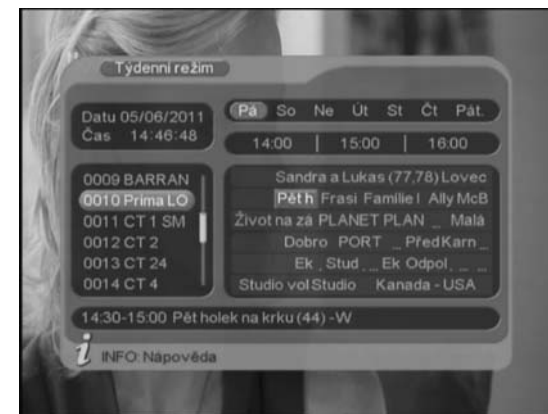 Týdenní režim
Datu 05/06/2011
Čas 14:46:48
Pá So Ne Út St Čt Pát.
14:00 | 15:00 | 16:00
0009 BARRAN
0010 Prima LO
0011 CT 1 SM
0012 CT 2
0013 CT 24
0014 CT 4
Sandra a Lukas (77,78) Lovec
Pět h Frasi Familie I Ally McB
Život na zá PLANET PLAN ... Malá
Dobro PORT ... Před Karn ...
Ek . Stud . ... Ek Odpol . ... ...
Studio vol Studio Kanada - USA
14:30-15:00 Pět holek na krku (44) -W
i INFO: Nápověda